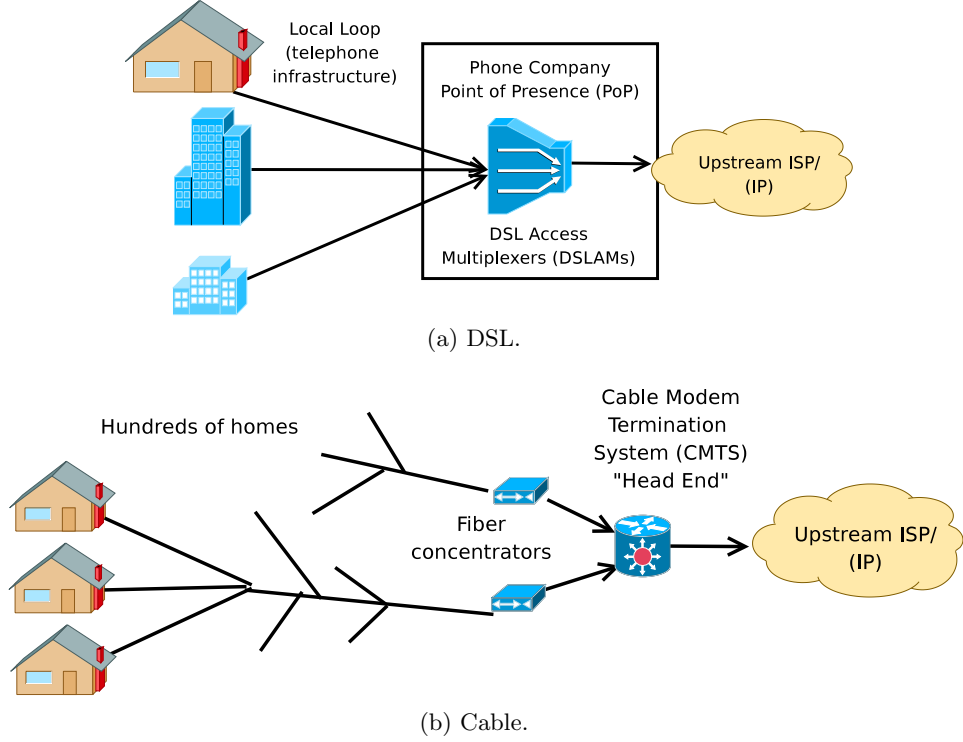 Local Loop
(telephone
infrastructure)
Phone Company
Point of Presence (PoP)
Upstream ISP/
(IP)
DSL Access
Multiplexers (DSLAMs)
(a) DSL.
Hundreds of homes
Cable Modem
Termination
System (CMTS)
"Head End"
Fiber
concentrators
Upstream ISP/
(IP)
(b) Cable.